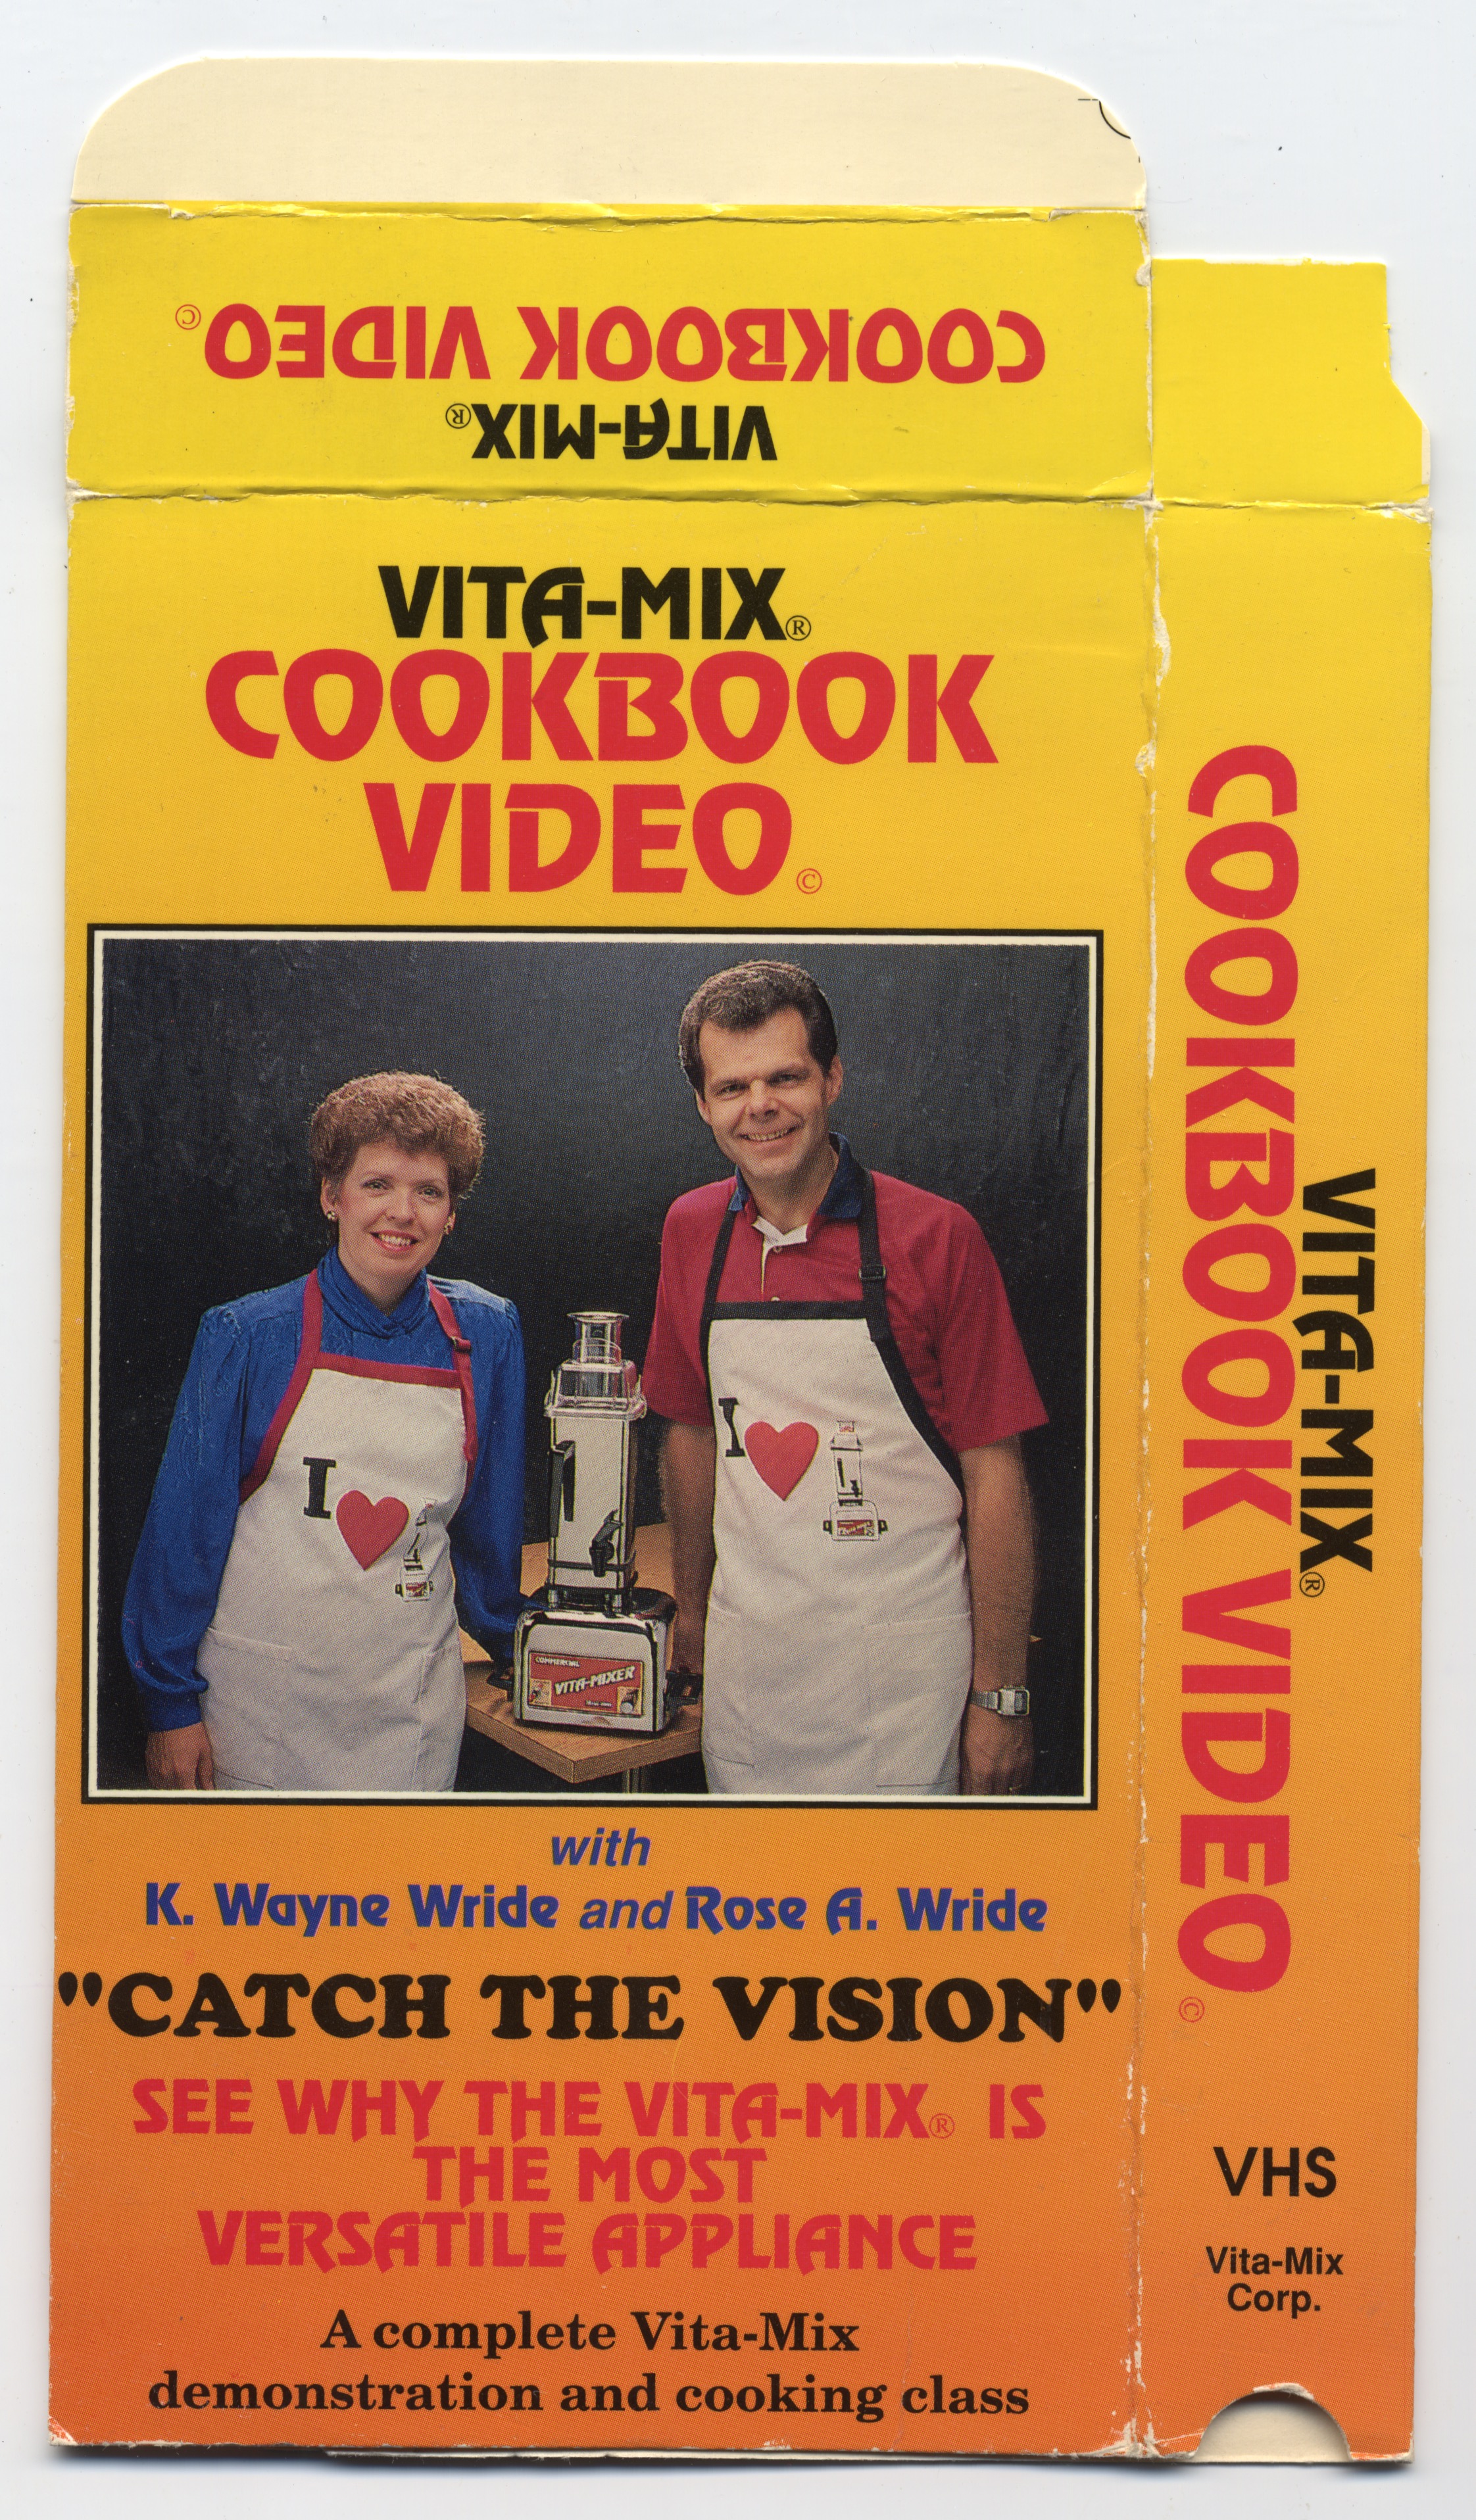 COOKBOOK VIDEO©
VITA-MIX®
VITA-MIX®
COOKBOOK
VIDEO©
I
I
COMMERCIAL
VITA-MIXER
with
K. Wayne Wride and Rose A. Wride
"CATCH THE VISION"
SEE WHY THE VITA-MIX® IS
THE MOST
VERSATILE APPLIANCE
A complete Vita-Mix
demonstration and cooking class
VITA-MIX®
COOKBOOK VIDEO©
VHS
Vita-Mix
Corp.